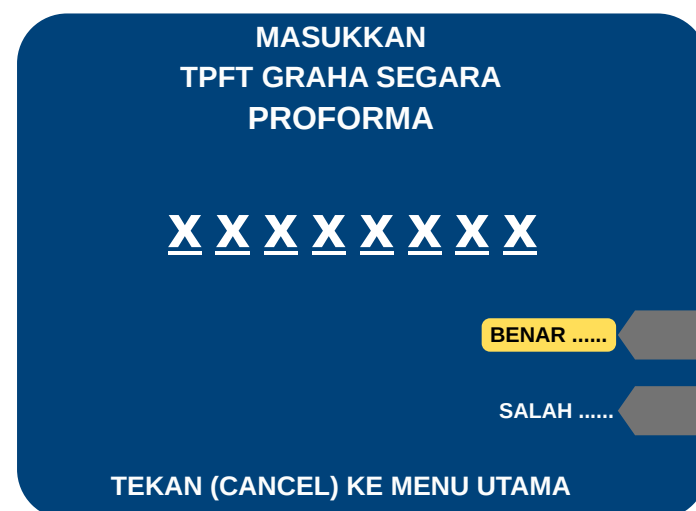 MASUKKAN
TPFT GRAHA SEGARA
PROFORMA
x x x x x x x x
BENAR ......
SALAH ......
TEKAN (CANCEL) KE MENU UTAMA